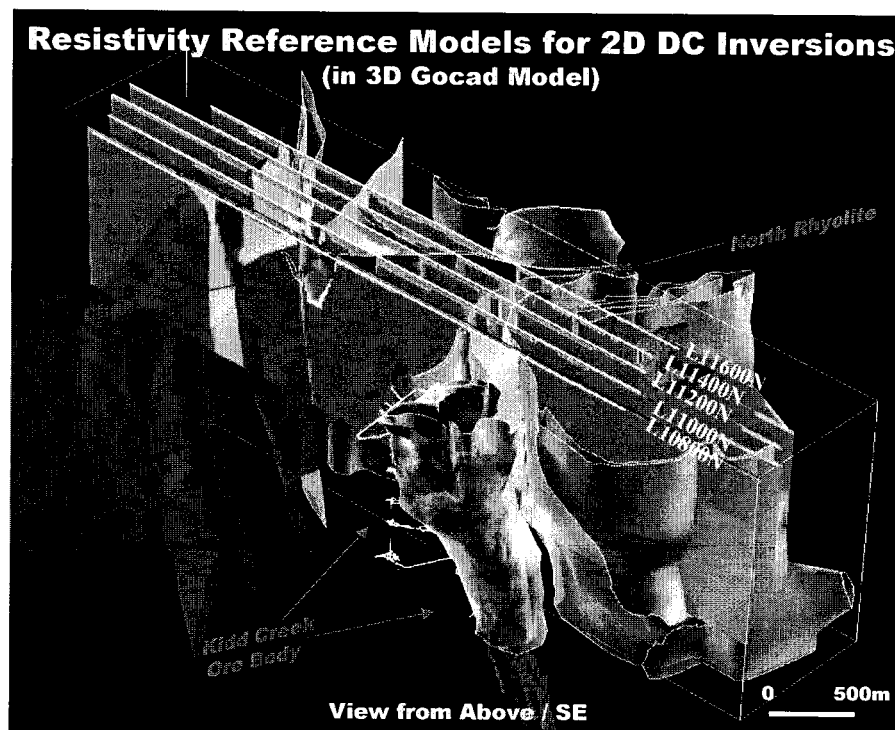 Resistivity Reference Models for 2D DC Inversions
(in 3D Gocad Model)
North Rhyolite
L11600N
L11400N
L11200N
L11000N
L10800N
Kidd Creek
Ore Body
0 500m
View from Above / SE